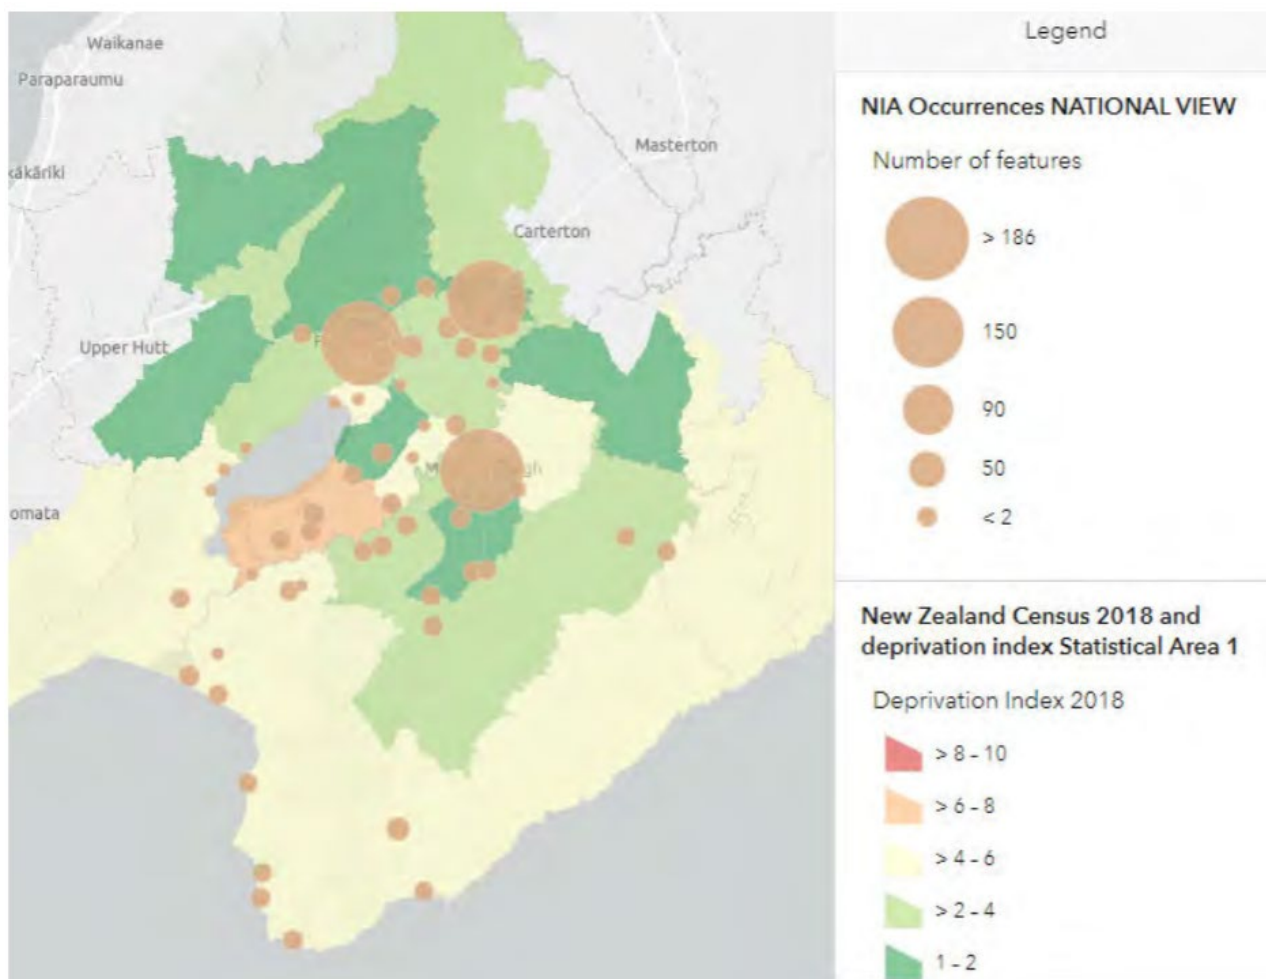 Waikanae
Paraparaumu
kākāriki
Masterton
Carterton
Upper Hutt
omata
Legend
NIA Occurrences NATIONAL VIEW
Number of features
> 186
150
90
50
< 2
New Zealand Census 2018 and
deprivation index Statistical Area 1
Deprivation Index 2018
> 8 - 10
> 6 - 8
> 4 - 6
> 2 - 4
1 - 2